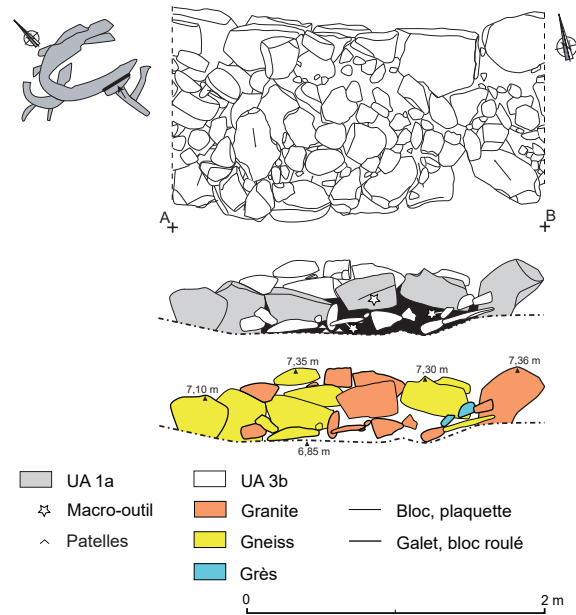 A B
7,10 m 7,35 m 7,30 m 7,36 m
6,85 m
UA 1a UA 3b
Macro-outil Granite Bloc, plaquette
Patelles Gneiss Galet, bloc roulé
Grès
0 2 m